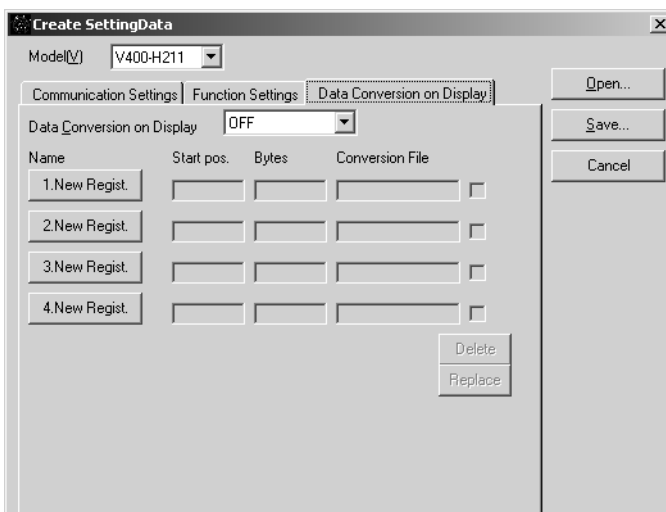 Create SettingData
Model(V) V400-H211
Communication Settings Function Settings Data Conversion on Display
Open...
Data Conversion on Display OFF
Save...
Name Start pos. Bytes Conversion File
Cancel
1.New Regist.
2.New Regist.
3.New Regist.
4.New Regist.
Delete
Replace